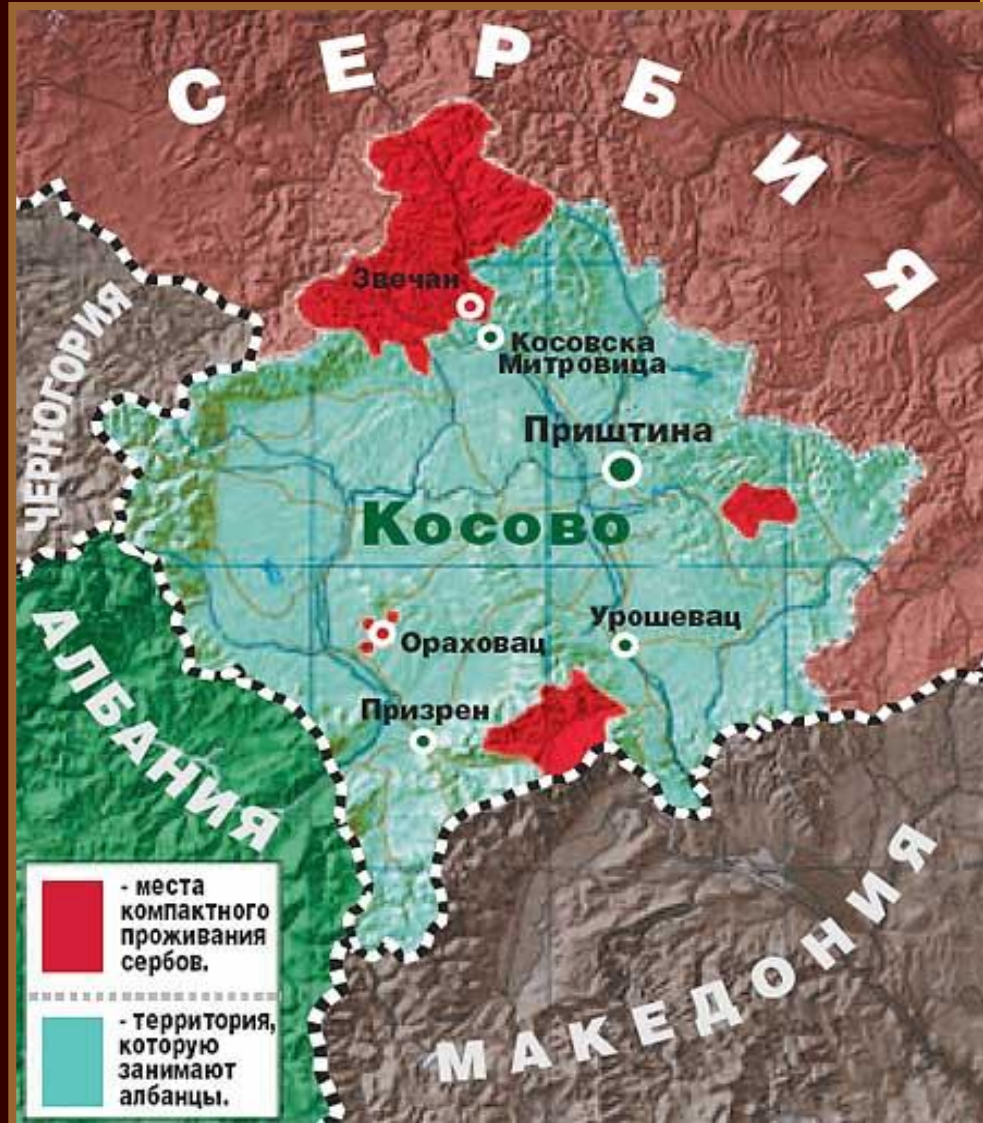 СЕРБИЯ
Звечан
Косовска
Митровица
ЧЕРНОГОРИЯ
Приштина
Косово
Урошевац
Ораховац
АЛБАНИЯ
Призрен
МАКЕДОНИЯ
- места
компактного
проживания
сербов.
- территория,
которую
занимают
албанцы.